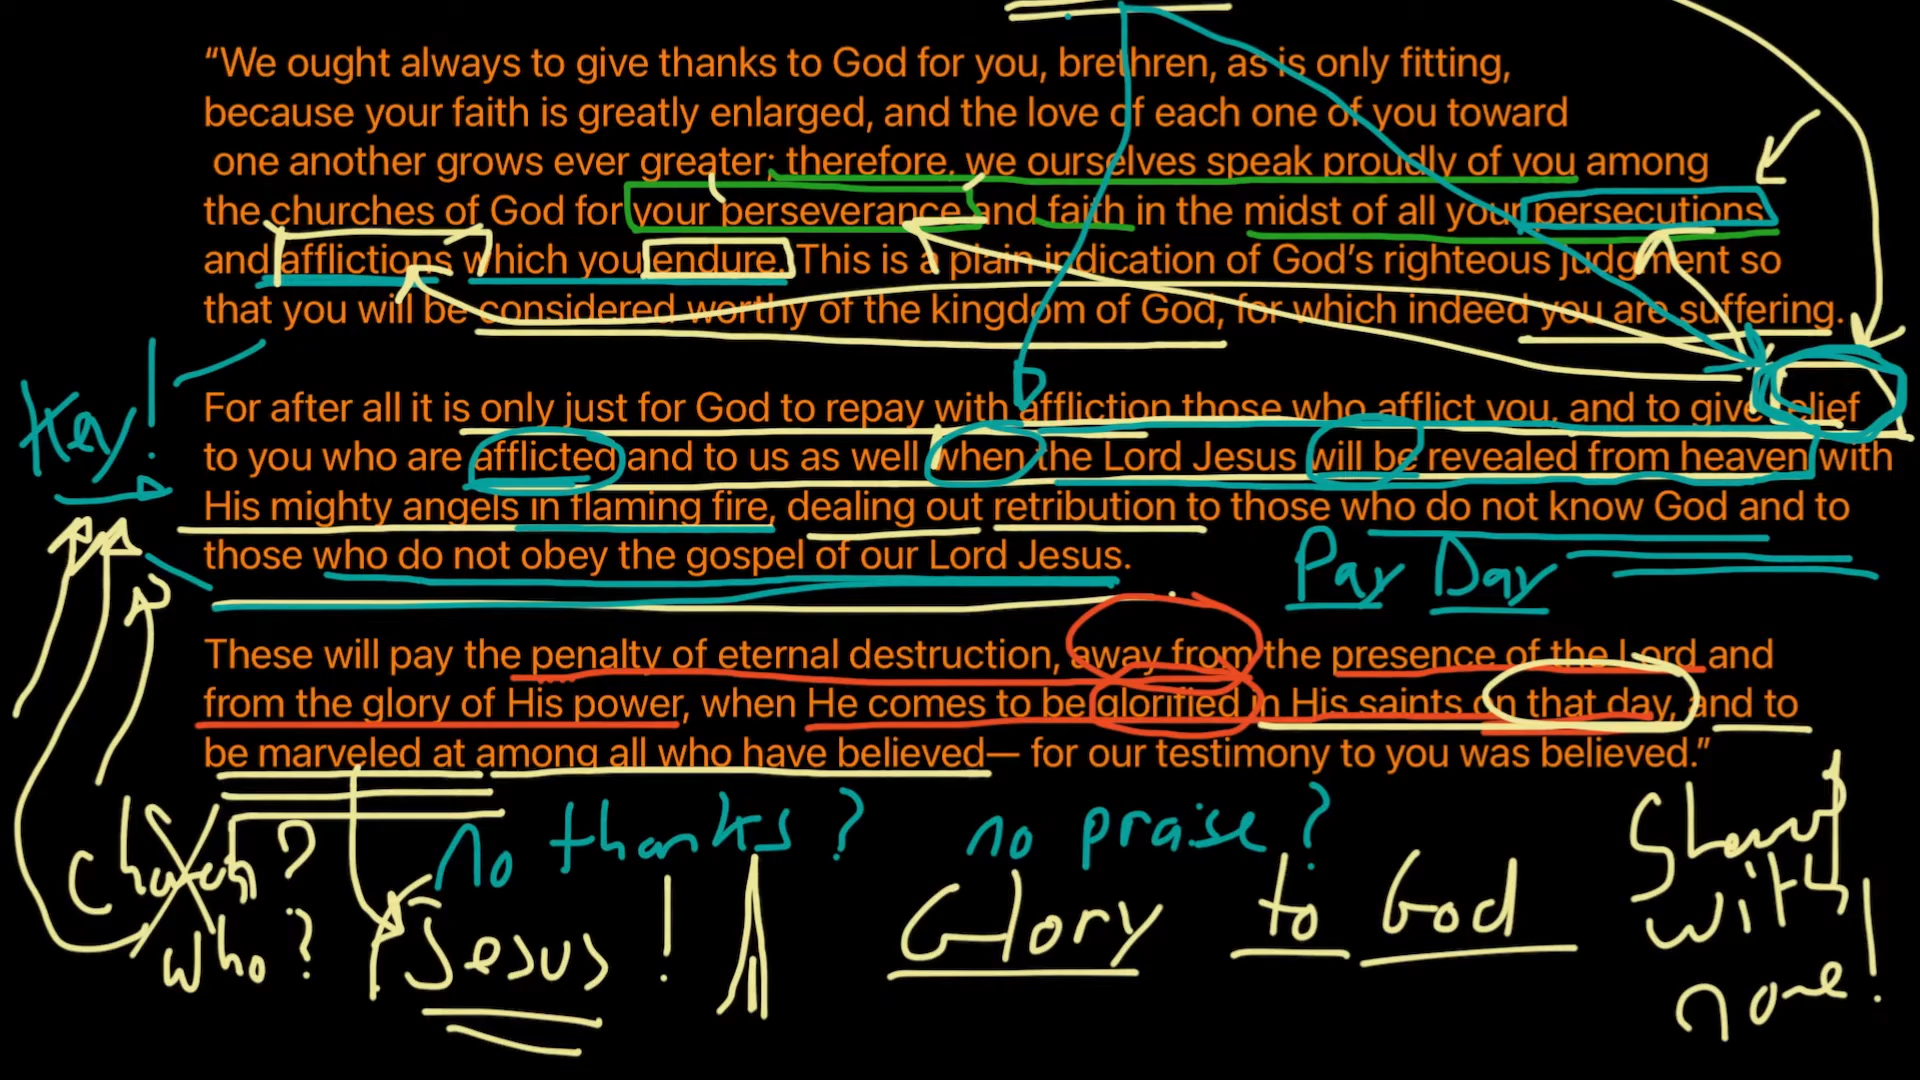 “We ought always to give thanks to God for you, brethren, as is only fitting,
because your faith is greatly enlarged, and the love of each one of you toward
one another grows ever greater; therefore, we ourselves speak proudly of you among
the churches of God for your perseverance and faith in the midst of all your persecutions
and afflictions which you endure. This is a plain indication of God’s righteous judgment so
that you will be considered worthy of the kingdom of God, for which indeed you are suffering.
Key!
For after all it is only just for God to repay with affliction those who afflict you, and to give relief
to you who are afflicted and to us as well when the Lord Jesus will be revealed from heaven with
His mighty angels in flaming fire, dealing out retribution to those who do not know God and to
those who do not obey the gospel of our Lord Jesus.
Pay Day
These will pay the penalty of eternal destruction, away from the presence of the Lord and
from the glory of His power, when He comes to be glorified in His saints on that day, and to
be marveled at among all who have believed— for our testimony to you was believed.”
no thanks? no praise?
Church?
who?
Jesus!
Glory to God
with
none!